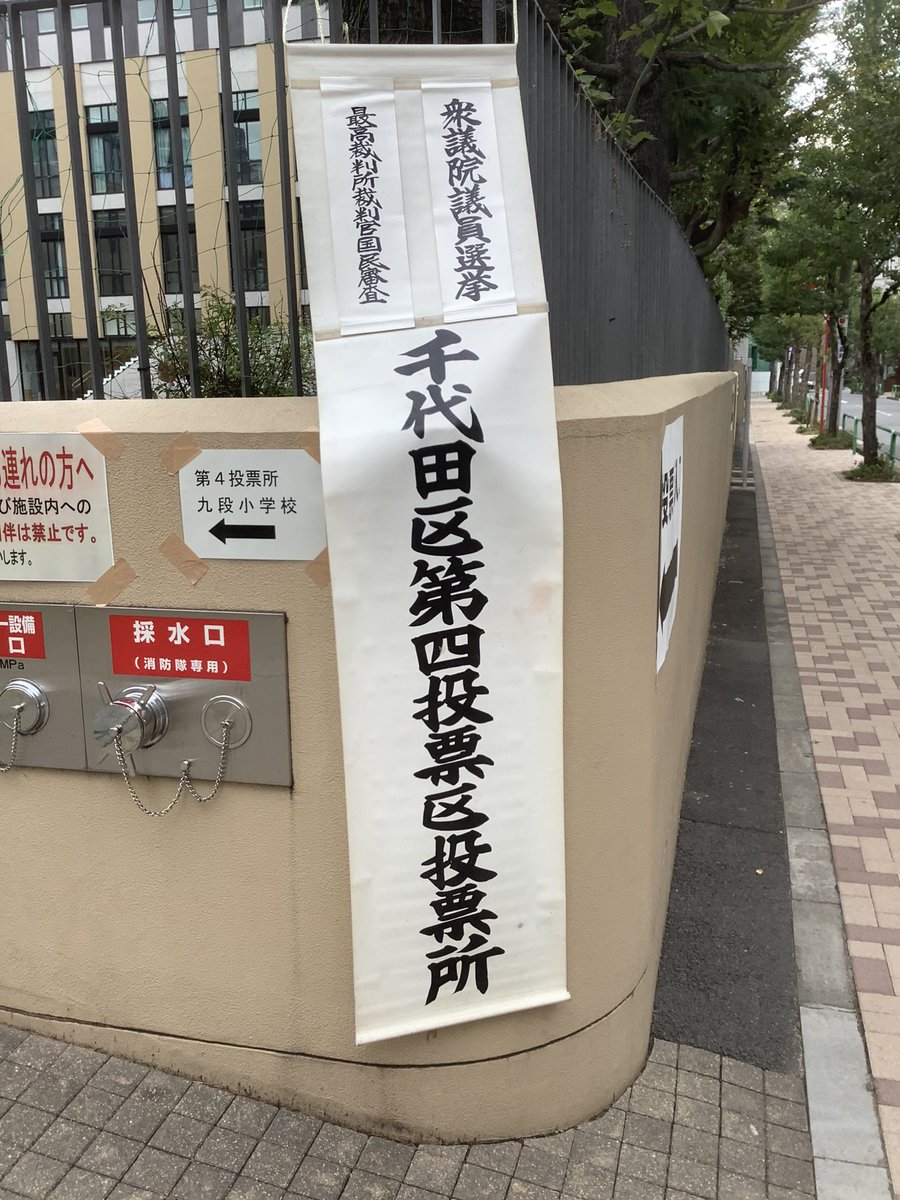 衆議院議員選挙
最高裁判所裁判官国民審査
千代田区第四投票区投票所
連れの方へ
び施設内への
伴は禁止です。
します。
第4投票所
九段小学校
設備
口
MPa
採水口
(消防隊専用)